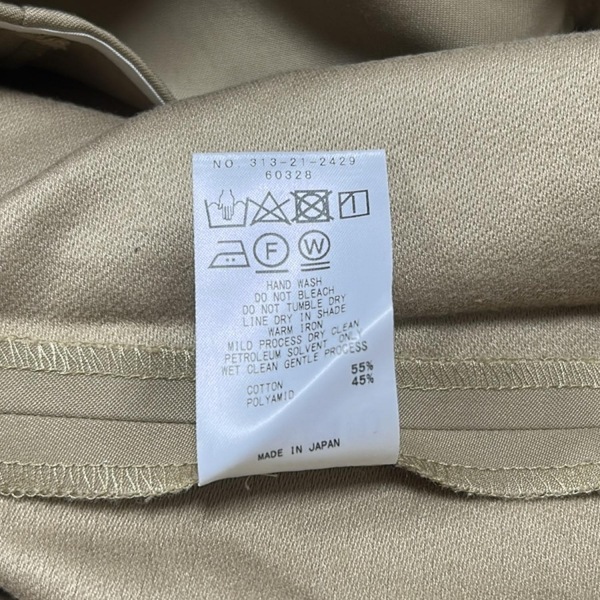 NO. 313-21-2429
60328
F W
HAND WASH
DO NOT BLEACH
DO NOT TUMBLE DRY
LINE DRY IN SHADE
WARM IRON
MILD PROCESS DRY CLEAN
PETROLEUM SOLVENT ONLY
WET CLEAN GENTLE PROCESS
COTTON 55%
POLYAMID 45%
MADE IN JAPAN